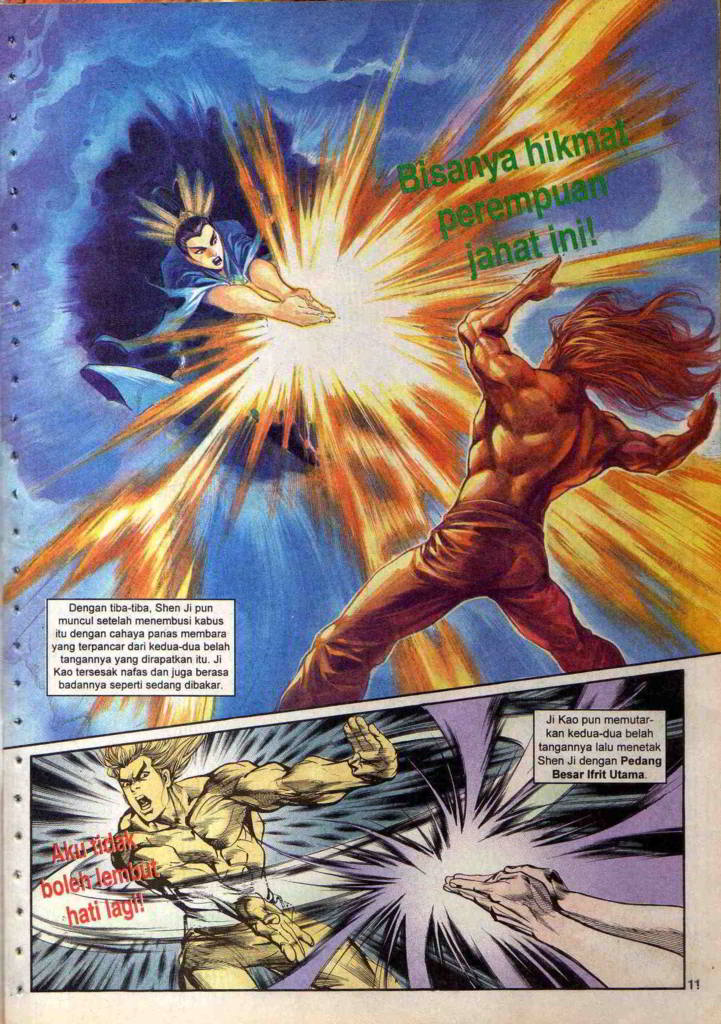 Bisanya hikmat
perempuan
jahat ini!
Dengan tiba-tiba, Shen Ji pun
muncul setelah menembusi kabus
itu dengan cahaya panas membara
yang terpancar dari kedua-dua belah
tangannya yang dirapatkan itu. Ji
Kao tersesak nafas dan juga berasa
badannya seperti sedang dibakar.
Ji Kao pun memutar-
kan kedua-dua belah
tangannya lalu menetak
Shen Ji dengan Pedang
Besar Ifrit Utama.
Aku tidak
boleh lembut
hati lagi!
11